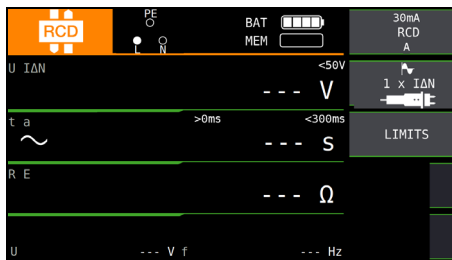 RCD
PE
L
N
BAT
MEM
30mA
RCD
A
U IΔN
<50V
--- V
1 x IΔN
t a
>0ms
<300ms
--- s
LIMITS
R E
--- Ω
U --- V f --- Hz